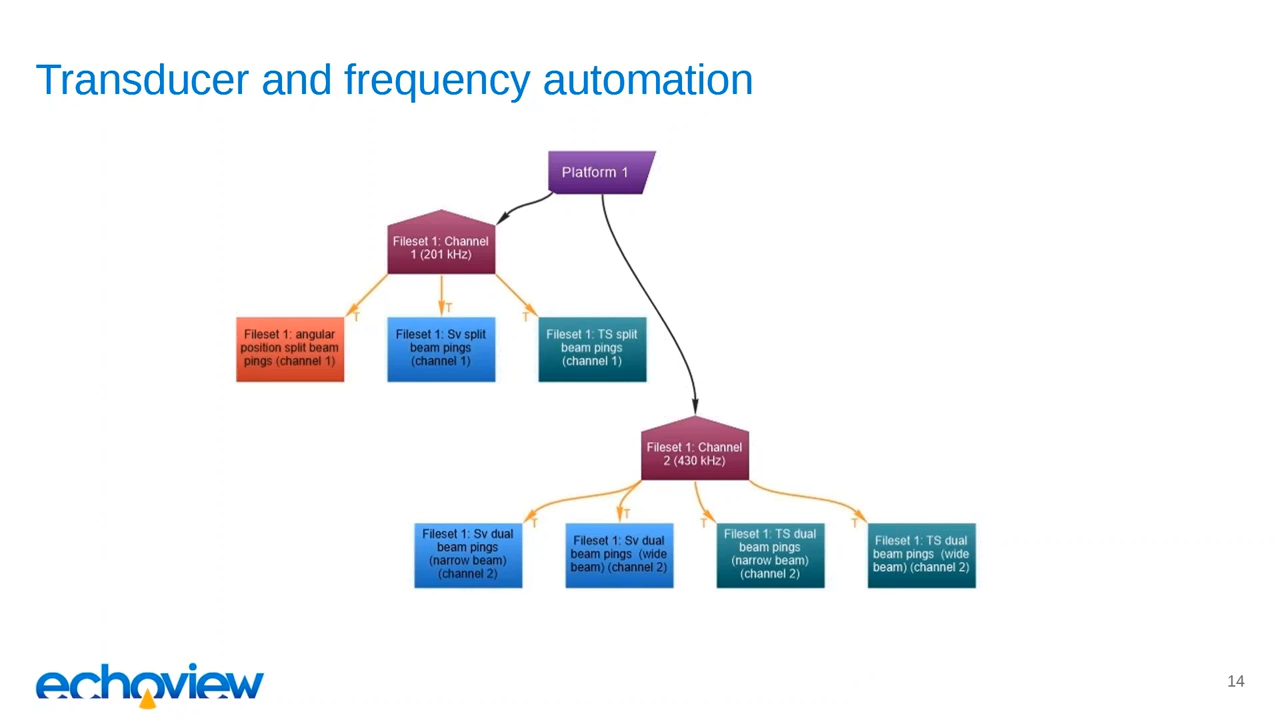 Transducer and frequency automation
Platform 1
Fileset 1: Channel
1 (201 kHz)
T
T
T
Fileset 1: angular
position split beam
pings (channel 1)
Fileset 1: Sv split
beam pings
(channel 1)
Fileset 1: TS split
beam pings
(channel 1)
Fileset 1: Channel
2 (430 kHz)
T
T
T
T
Fileset 1: Sv dual
beam pings
(narrow beam)
(channel 2)
Fileset 1: Sv dual
beam pings (wide
beam) (channel 2)
Fileset 1: TS dual
beam pings
(narrow beam)
(channel 2)
Fileset 1: TS dual
beam pings (wide
beam) (channel 2)
echoview
14